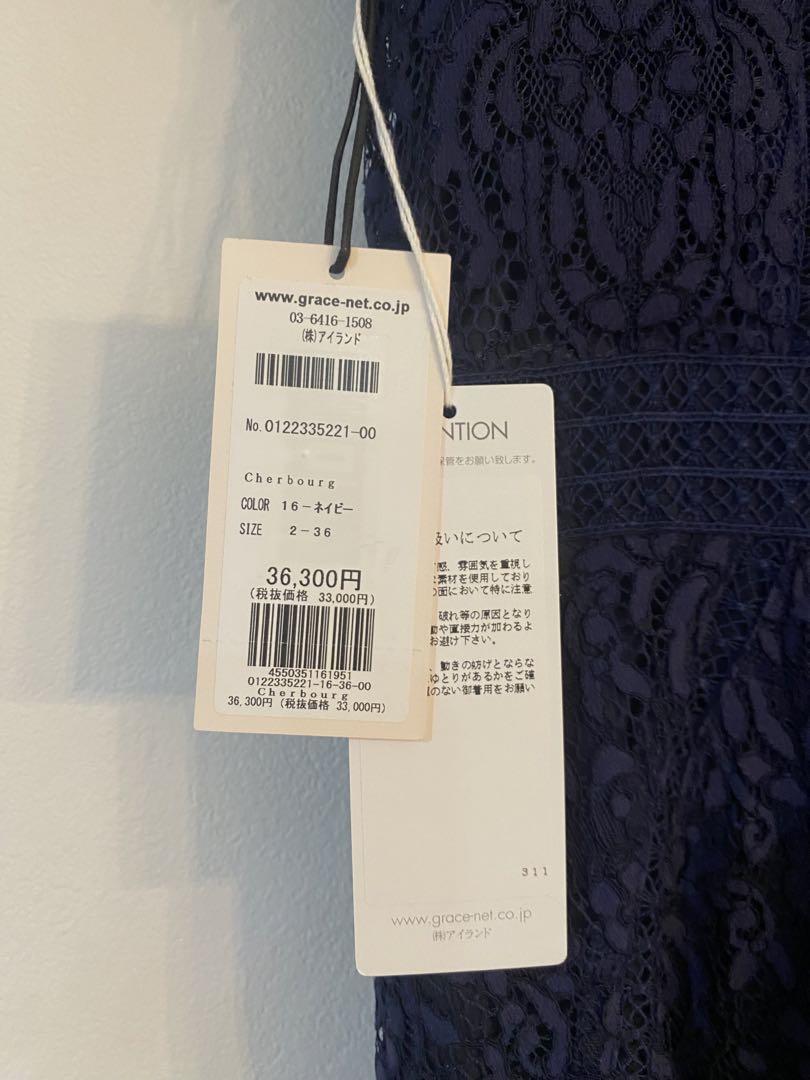 www.grace-net.co.jp
03-6416-1508
(株)アイランド
No.0122335221-00
Cherbourg
COLOR 16-ネイビー
SIZE 2-36
36,300円
(税抜価格 33,000円)
4550351161951
0122335221-16-36-00
Cherbourg
36,300円 (税抜価格 33,000円)
NTION
保管をお願い致します。
扱いについて
感、雰囲気を重視し
素材を使用しており
面において特に注意
破れ等の原因となり
動や直接力が加わるよ
お避け下さい。
、動きの妨げとならな
ゆとりがあるかをご確
のない御着用をお願い
311
www.grace-net.co.jp
(株)アイランド